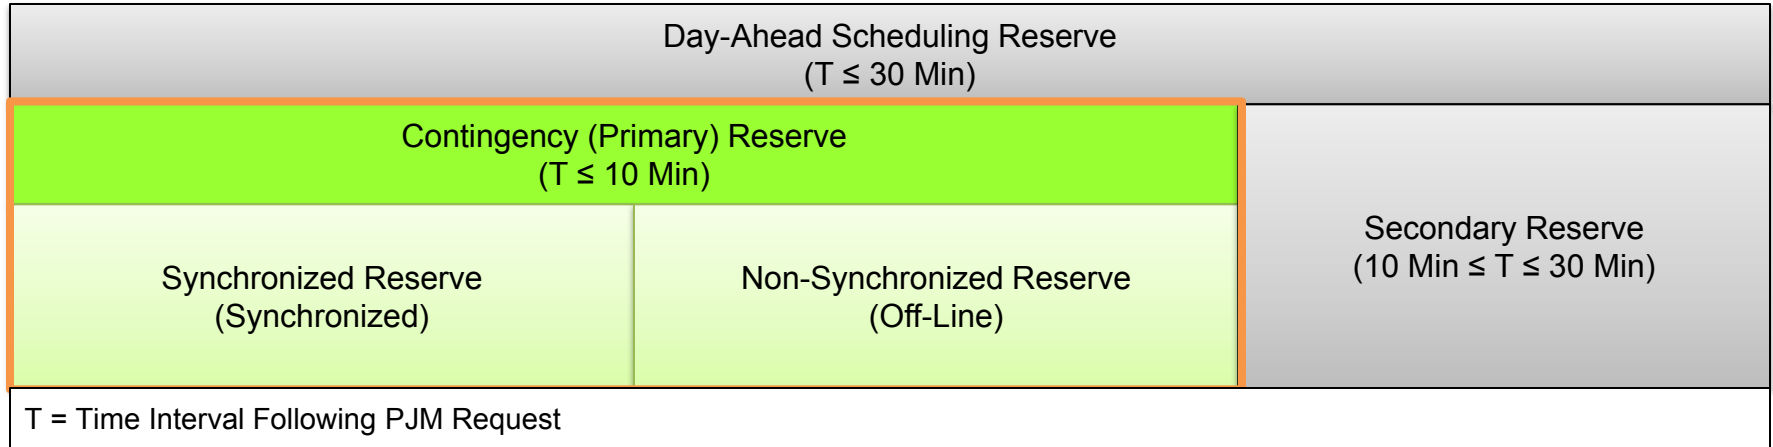 Day-Ahead Scheduling Reserve
(T ≤ 30 Min)
Contingency (Primary) Reserve
(T ≤ 10 Min)
Synchronized Reserve
(Synchronized)
Non-Synchronized Reserve
(Off-Line)
Secondary Reserve
(10 Min ≤ T ≤ 30 Min)
T = Time Interval Following PJM Request